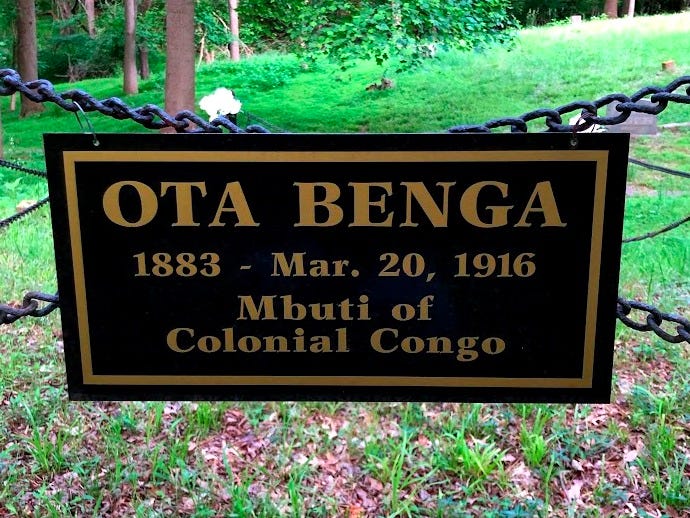 OTA BENGA
1883 - Mar. 20, 1916
Mbuti of
Colonial Congo